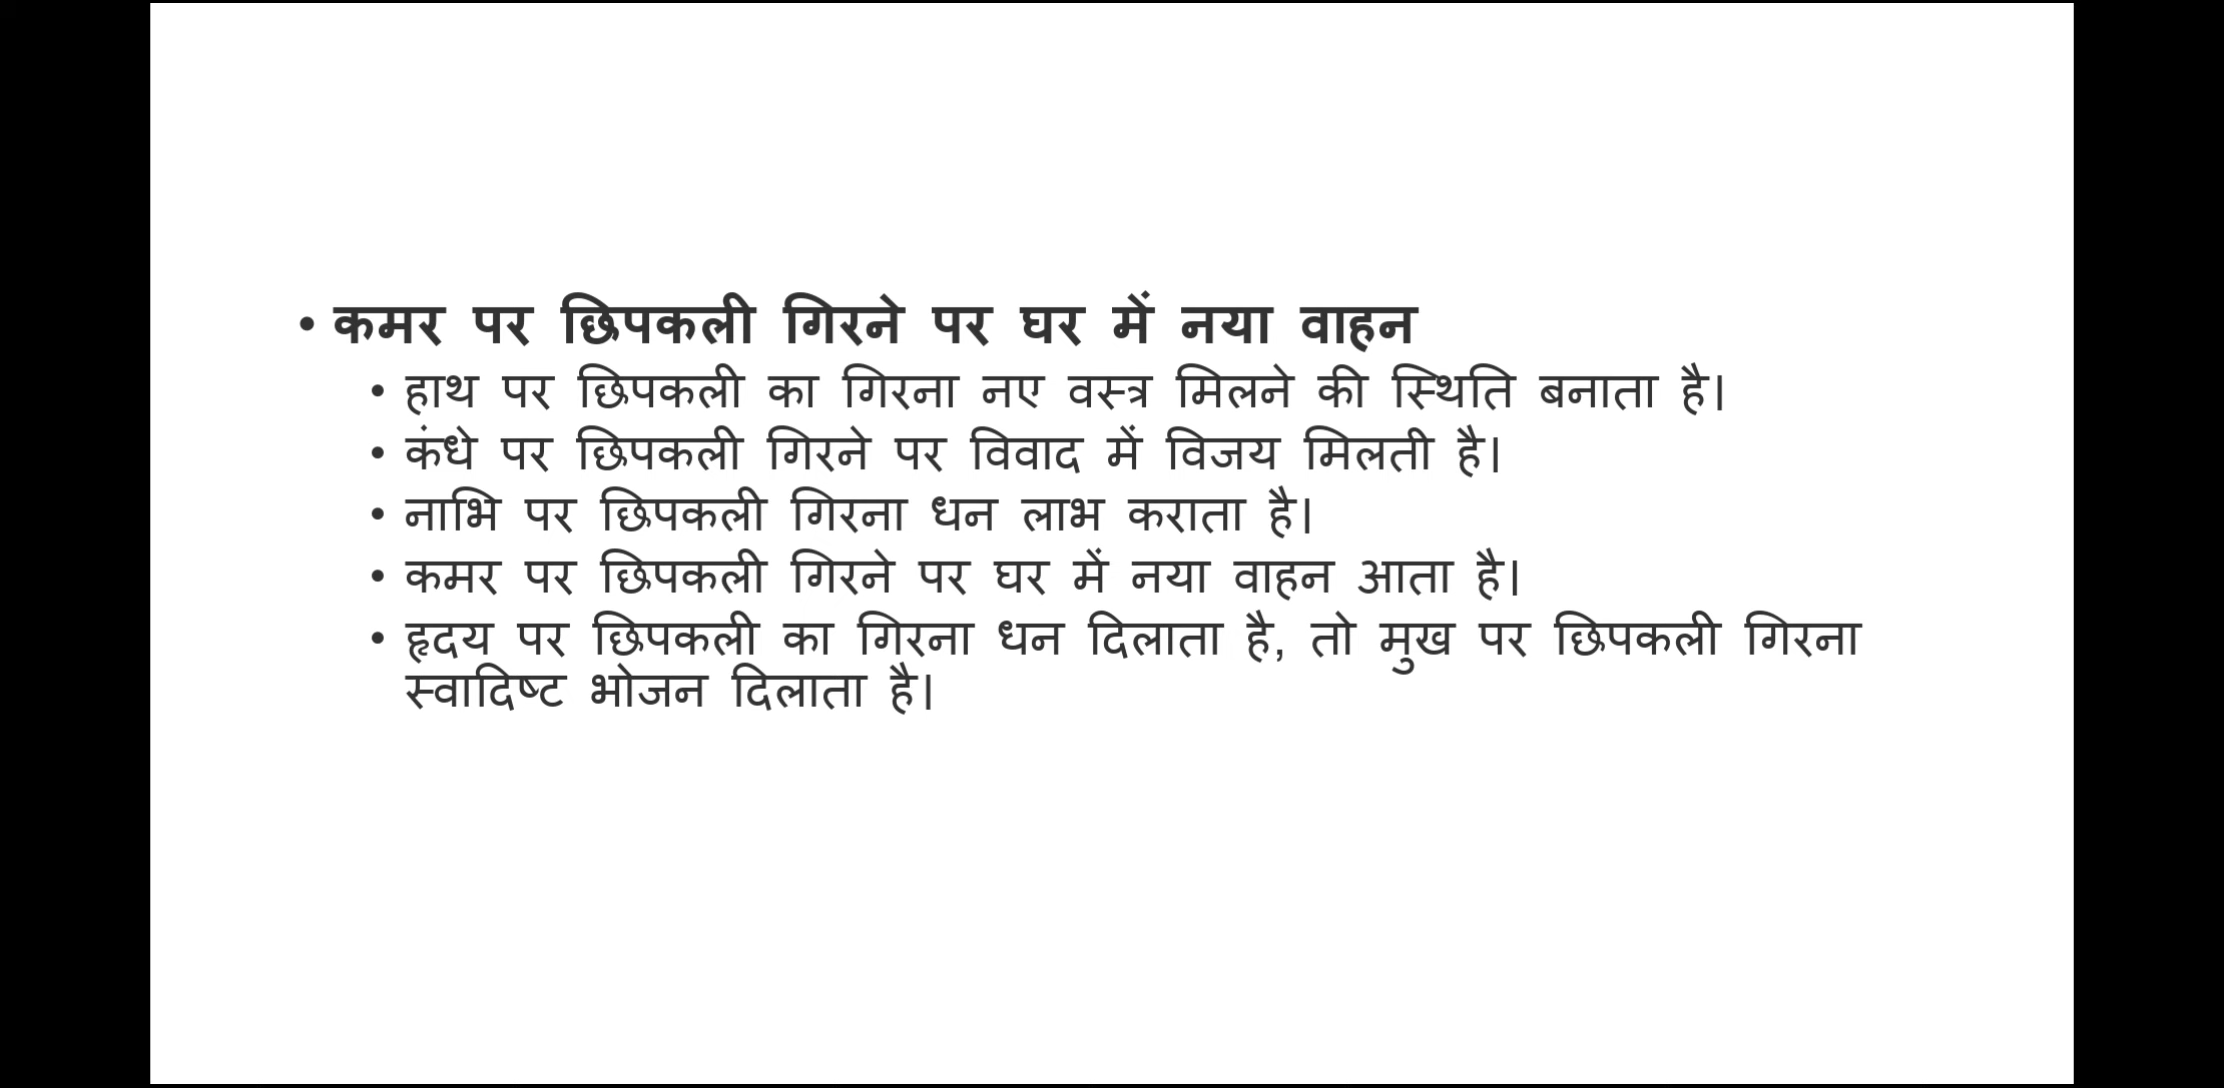 • कमर पर छिपकली गिरने पर घर में नया वाहन
• हाथ पर छिपकली का गिरना नए वस्त्र मिलने की स्थिति बनाता है।
• कंधे पर छिपकली गिरने पर विवाद में विजय मिलती है।
• नाभि पर छिपकली गिरना धन लाभ कराता है।
• कमर पर छिपकली गिरने पर घर में नया वाहन आता है।
• हृदय पर छिपकली का गिरना धन दिलाता है, तो मुख पर छिपकली गिरना
स्वादिष्ट भोजन दिलाता है।